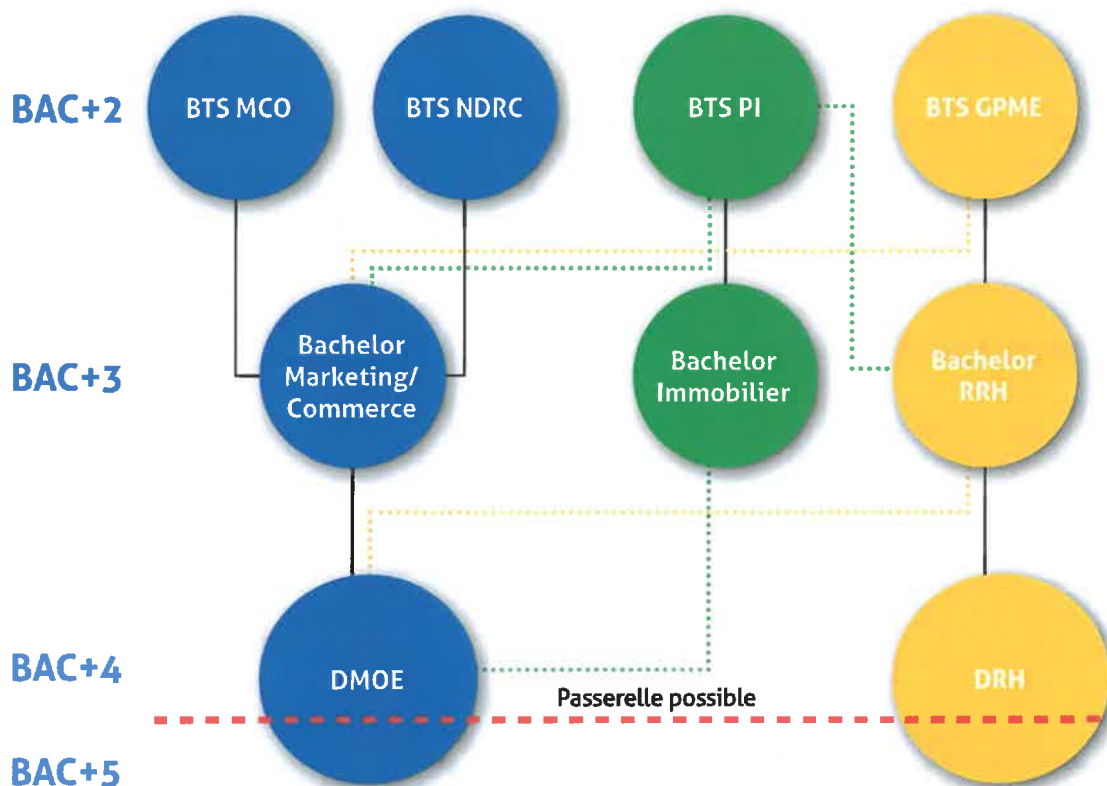 BAC+2
BTS MCO
BTS NDRC
BTS PI
BTS GPME
BAC+3
Bachelor
Marketing/
Commerce
Bachelor
Immobilier
Bachelor
RRH
BAC+4
DMOE
Passerelle possible
DRH
BAC+5